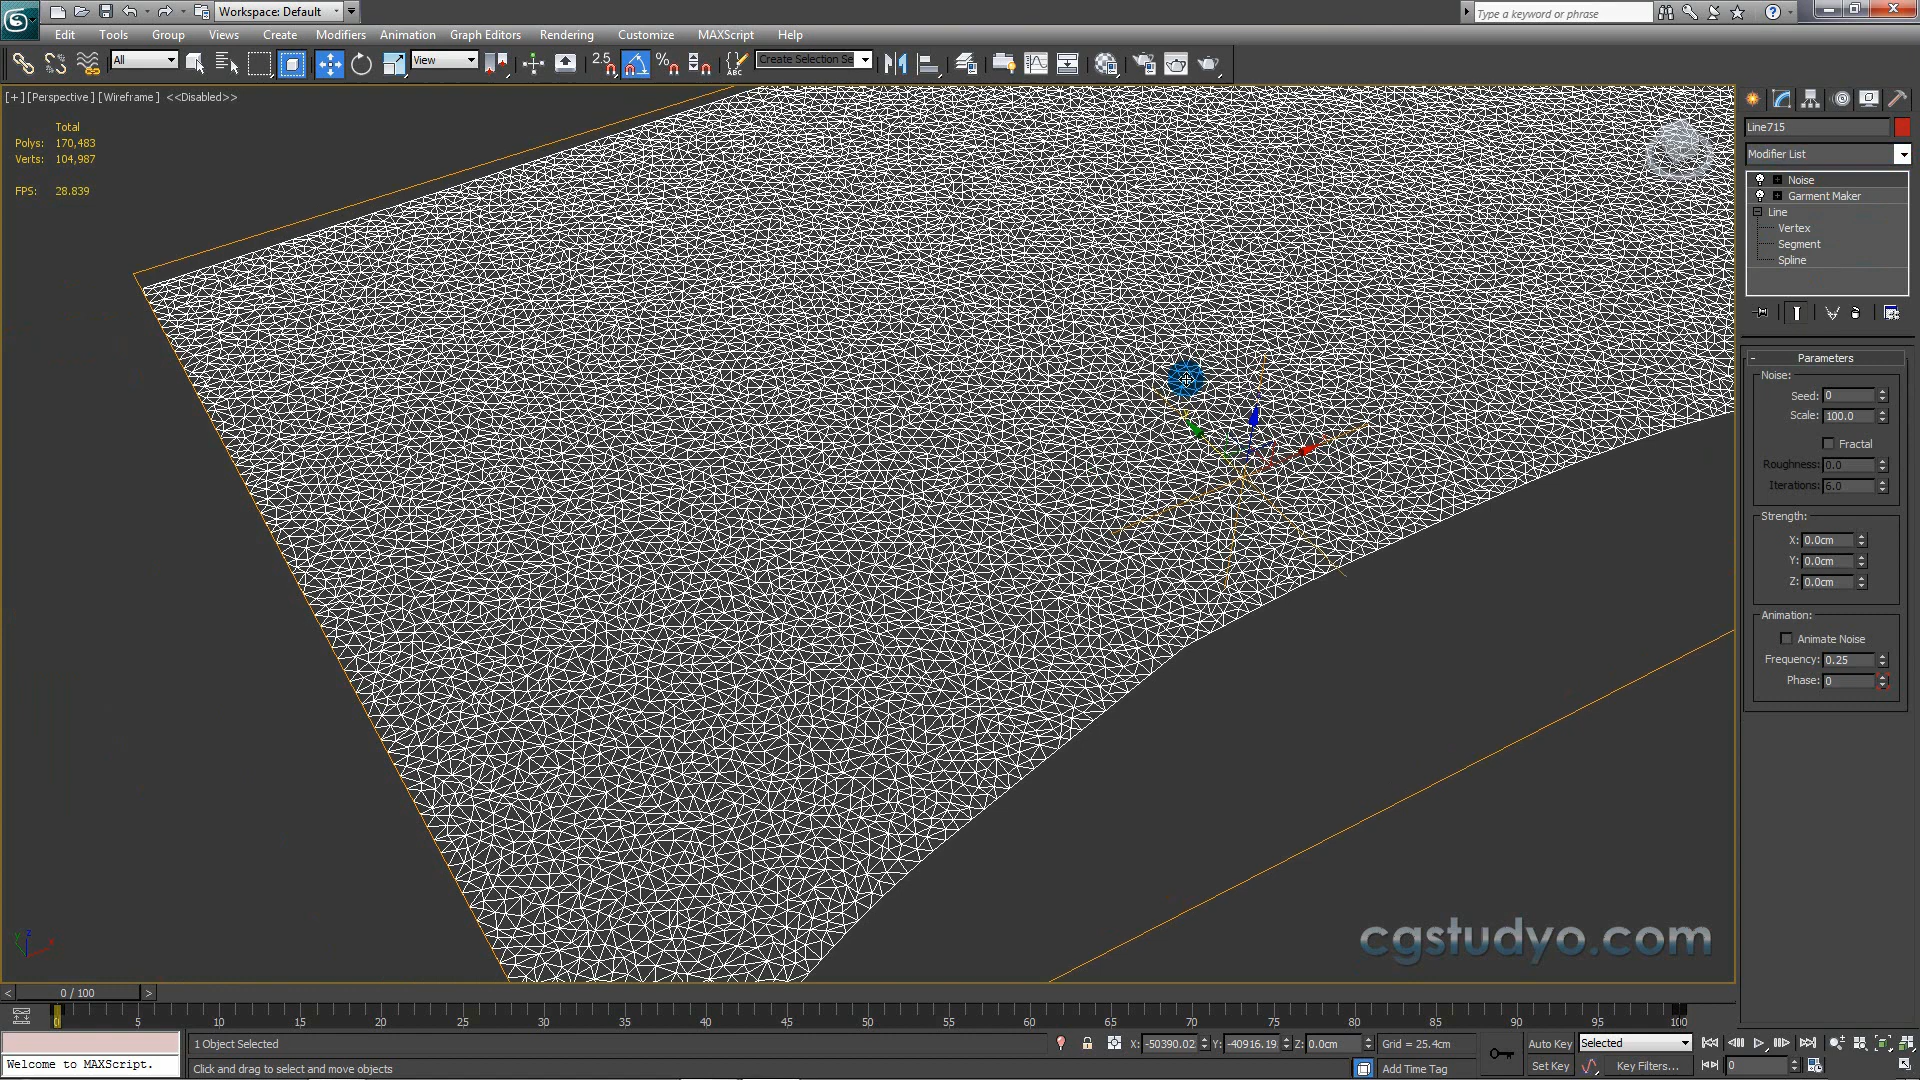 Workspace: Default
Type a keyword or phrase
Edit Tools Group Views Create Modifiers Animation Graph Editors Rendering Customize MAXScript Help
All
View
2.5
%
ABC
Create Selection Se
[+] [Perspective ] [Wireframe ] <<Disabled>>
Total
Polys: 170,483
Verts: 104,987
FPS: 28.839
Line715
Modifier List
Noise
Garment Maker
Line
Vertex
Segment
Spline
- Parameters
Noise:
Seed: 0
Scale: 100.0
Fractal
Roughness: 0.0
Iterations: 6.0
Strength:
X: 0.0cm
Y: 0.0cm
Z: 0.0cm
Animation:
Animate Noise
Frequency: 0.25
Phase: 0
cgstudyo.com
< 0 / 100 >
0 5 10 15 20 25 30 35 40 45 50 55 60 65 70 75 80 85 90 95 100
1 Object Selected X: -50390.02 Y: -40916.19 Z: 0.0cm Grid = 25.4cm Auto Key Selected
Welcome to MAXScript. Click and drag to select and move objects Add Time Tag Set Key Key Filters... 0